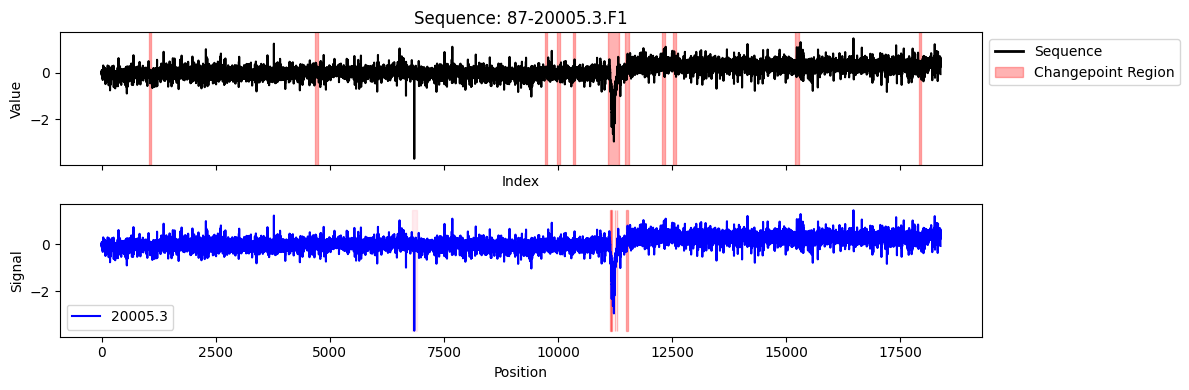 Sequence: 87-20005.3.F1
Value
0
−2
Index
Sequence
Changepoint Region
Signal
0
−2
20005.3
0 2500 5000 7500 10000 12500 15000 17500
Position